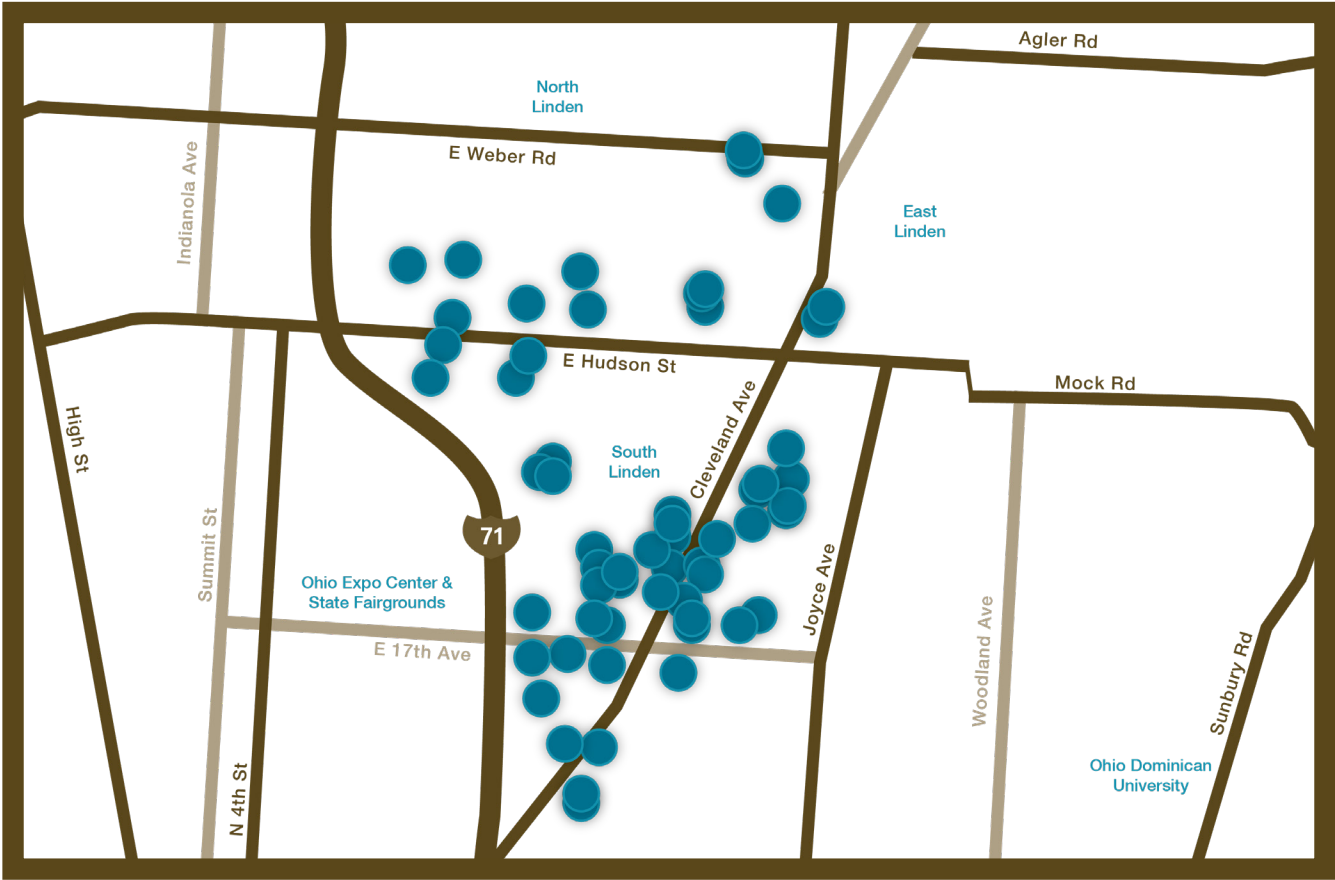 Agler Rd
North
Linden
E Weber Rd
Indianola Ave
East
Linden
E Hudson St
Mock Rd
High St
Cleveland Ave
South
Linden
71
Summit St
Ohio Expo Center &
State Fairgrounds
Joyce Ave
E 17th Ave
Woodland Ave
Sunbury Rd
Ohio Dominican
University
N 4th St